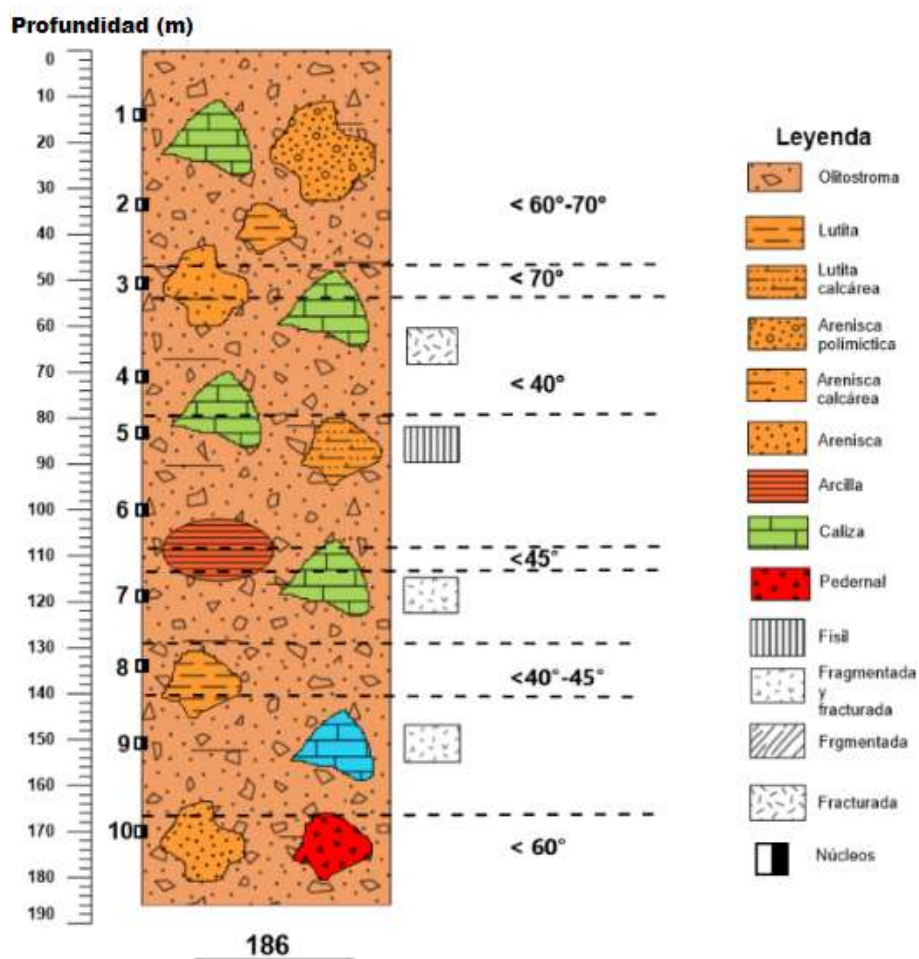 Profundidad (m)
0
10
20
30
40
50
60
70
80
90
100
110
120
130
140
150
160
170
180
190
1
2
3
4
5
6
7
8
9
10
< 60°-70°
< 70°
< 40°
<45°
<40°-45°
< 60°
186
Leyenda
Olitostroma
Lutita
Lutita
calcárea
Arenisca
polimíctica
Arenisca
calcárea
Arenisca
Arcilla
Caliza
Pedernal
Físil
Fragmentada
y
fracturada
Frgmentada
Fracturada
Núcleos